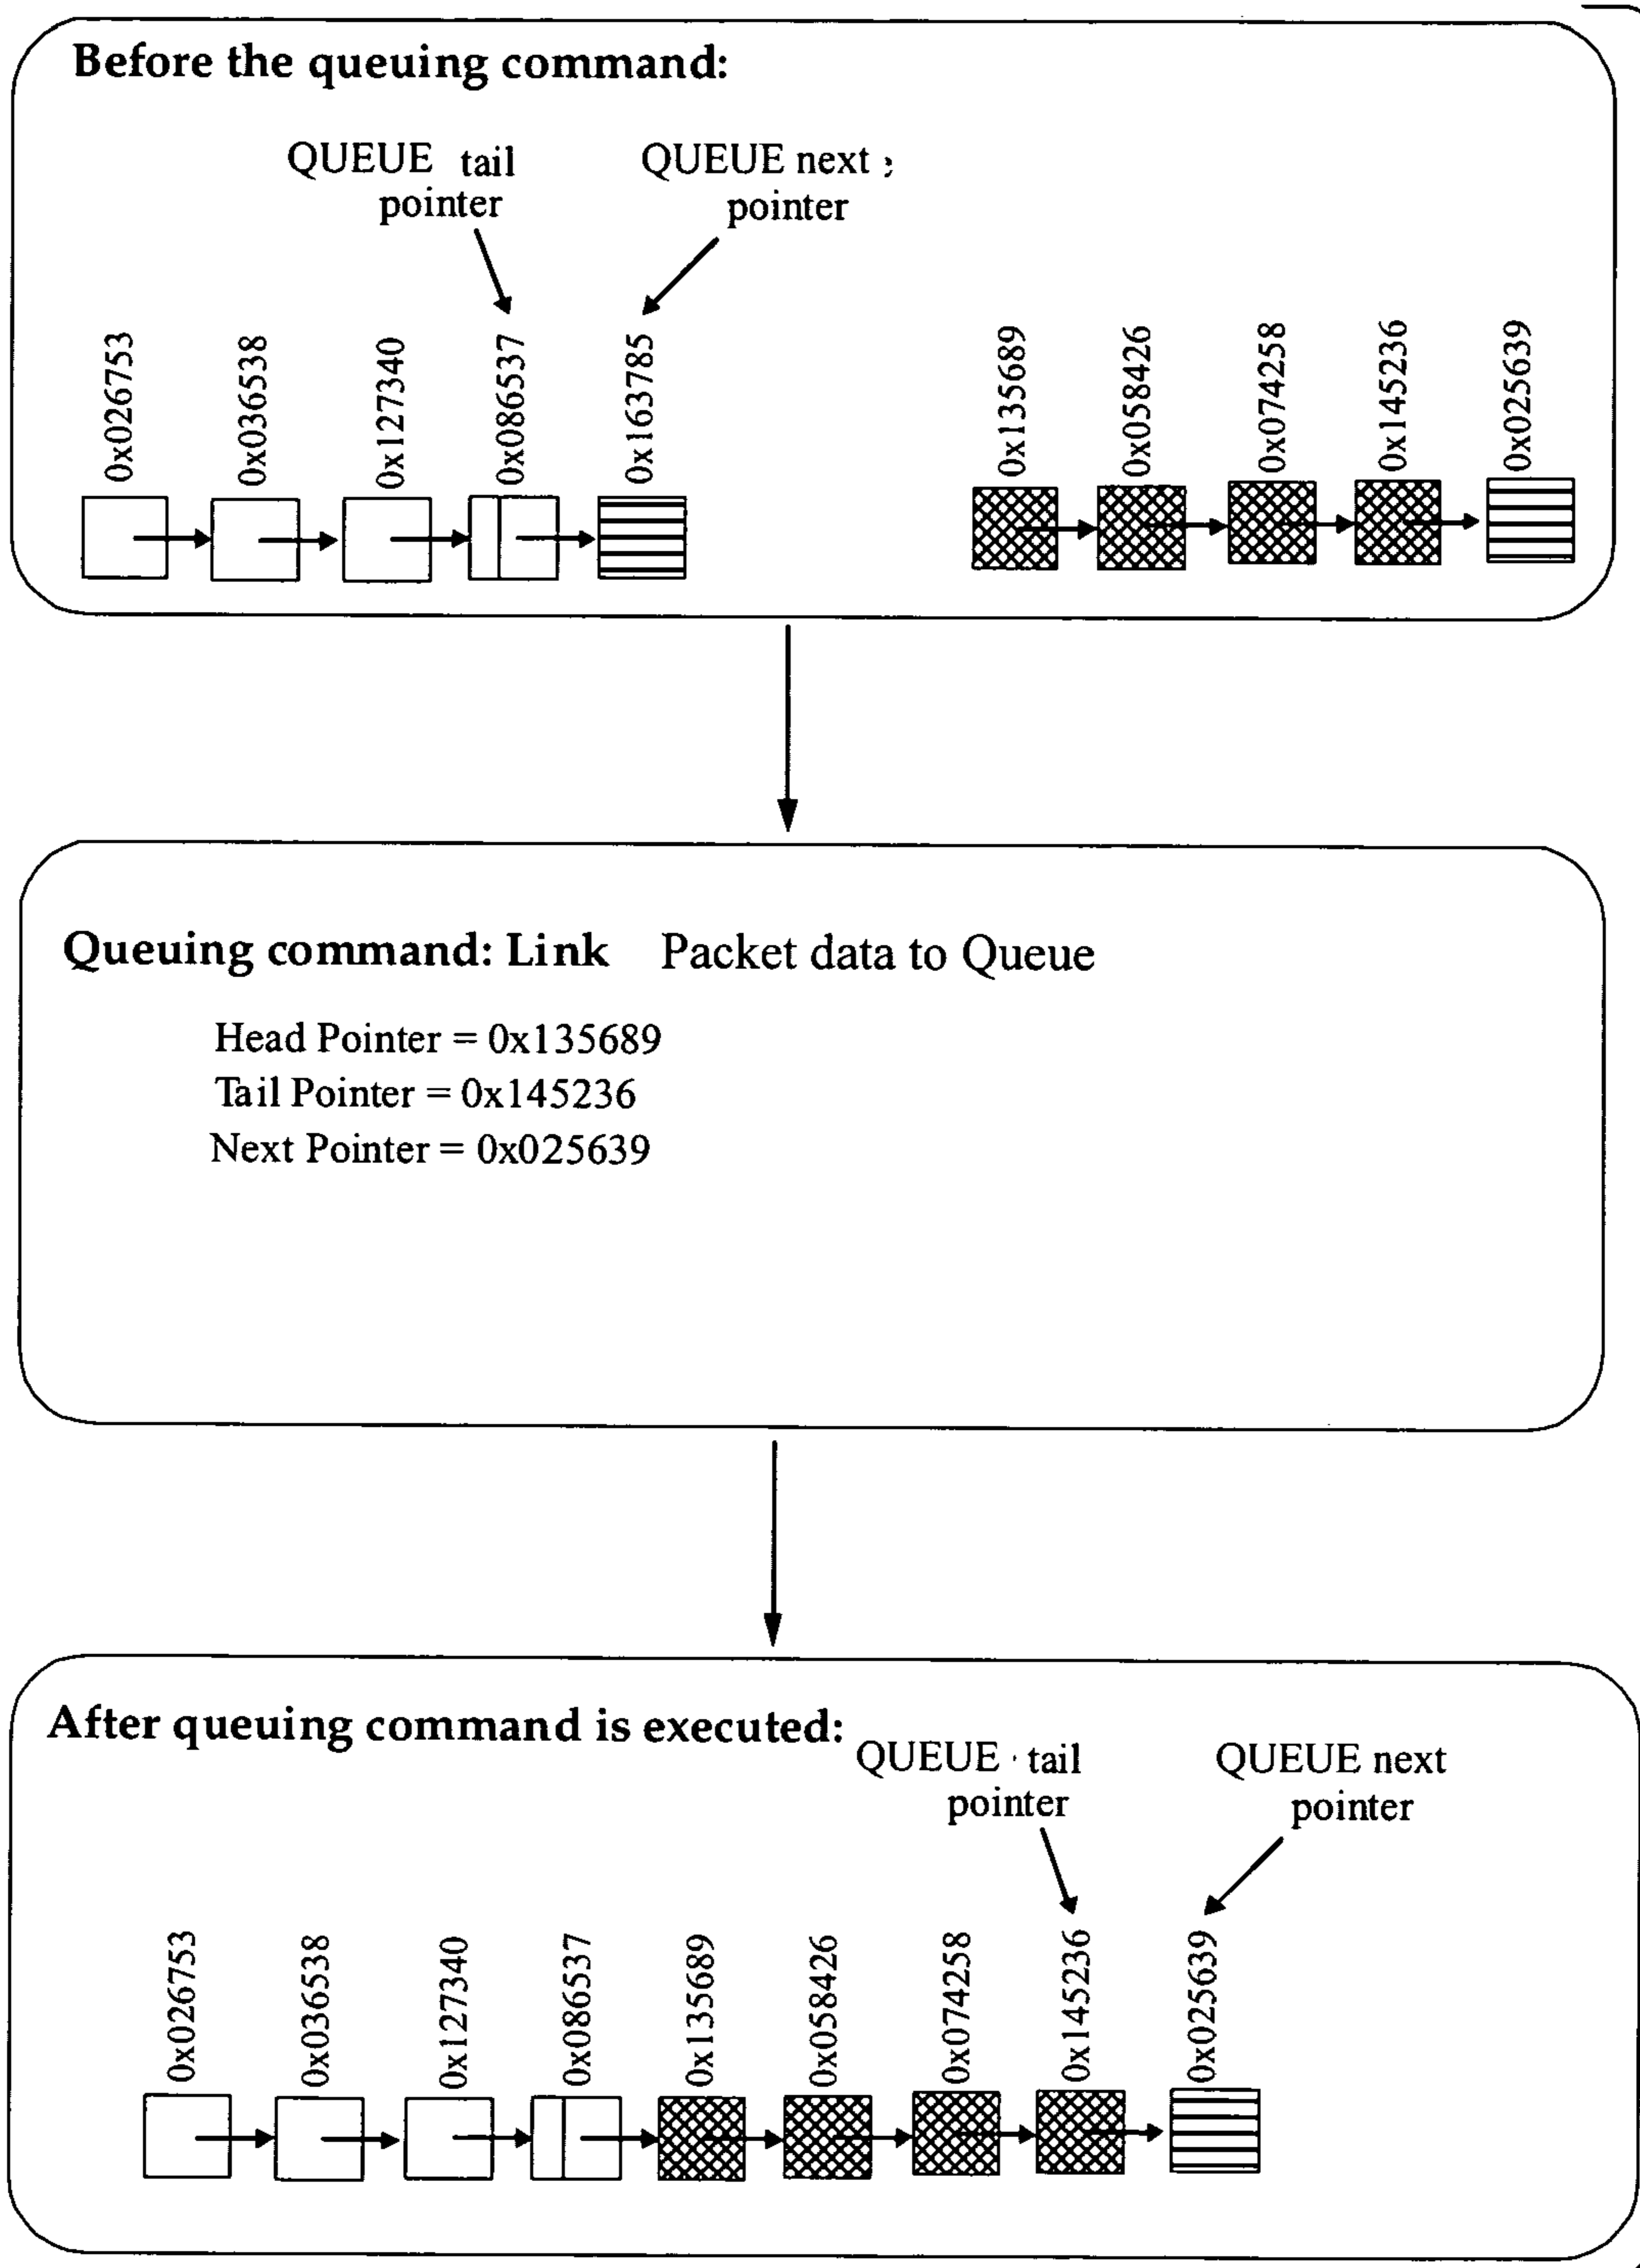 Before the queuing command:
QUEUE tail
pointer
QUEUE next
pointer
0x026753
0x036538
0x127340
0x086537
0x163785
0x135689
0x058426
0x074258
0x145236
0x025639
Queuing command: Link Packet data to Queue
Head Pointer = 0x135689
Tail Pointer = 0x145236
Next Pointer = 0x025639
After queuing command is executed:
QUEUE tail
pointer
QUEUE next
pointer
0x026753
0x036538
0x127340
0x086537
0x135689
0x058426
0x074258
0x145236
0x025639